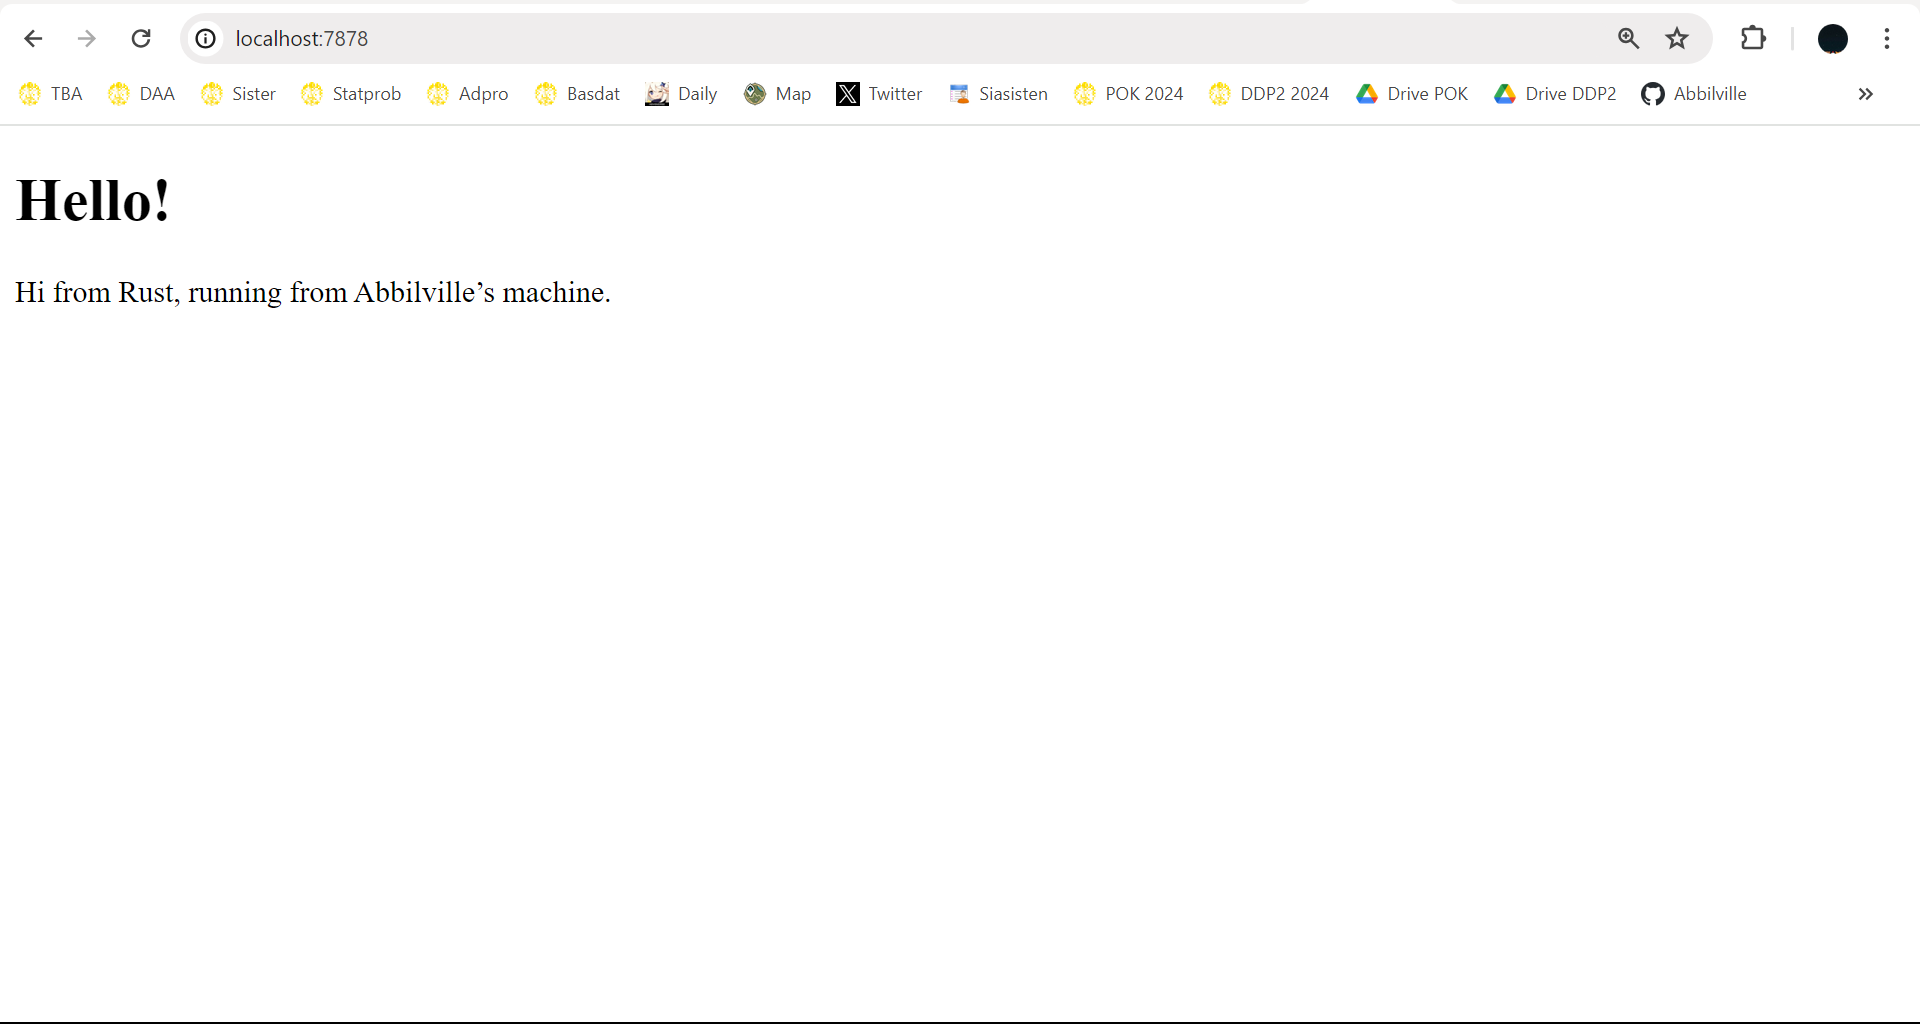 localhost:7878
TBA DAA Sister Statprob Adpro Basdat Daily Map Twitter Siasisten POK 2024 DDP2 2024 Drive POK Drive DDP2 Abbilville
Hello!
Hi from Rust, running from Abbilville’s machine.